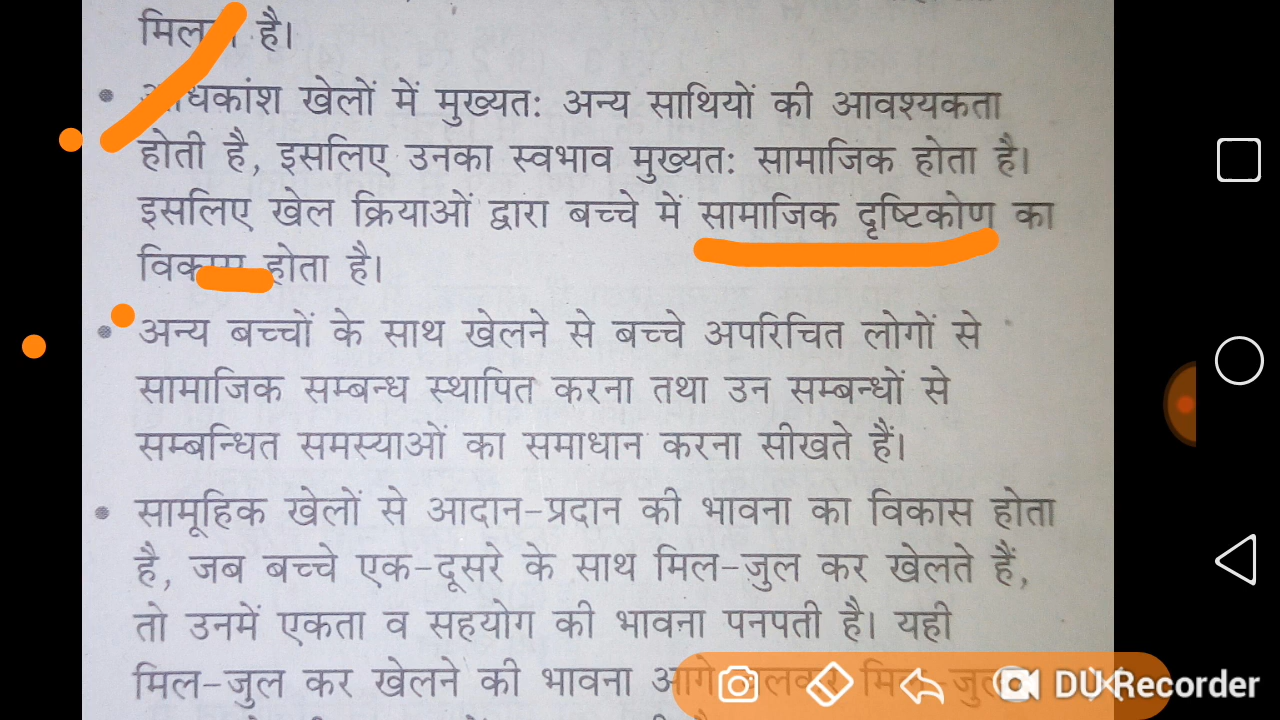 है।
खेलों में मुख्यतः अन्य साथियों की आवश्यकता
होती है, इसलिए उनका स्वभाव मुख्यतः सामाजिक होता है।
इसलिए खेल क्रियाओं द्वारा बच्चे में सामाजिक दृष्टिकोण का
विकास होता है।
अन्य बच्चों के साथ खेलने से बच्चे अपरिचित लोगों से
सामाजिक सम्बन्ध स्थापित करना तथा उन सम्बन्धों से
सम्बन्धित समस्याओं का समाधान करना सीखते हैं।
सामूहिक खेलों से आदान-प्रदान की भावना का विकास होता
है, जब बच्चे एक-दूसरे के साथ मिल-जुल कर खेलते हैं,
तो उनमें एकता व सहयोग की भावना पनपती है। यही
मिल-जुल कर खेलने की भावना आगे चलकर मिल-जुल
DU Recorder